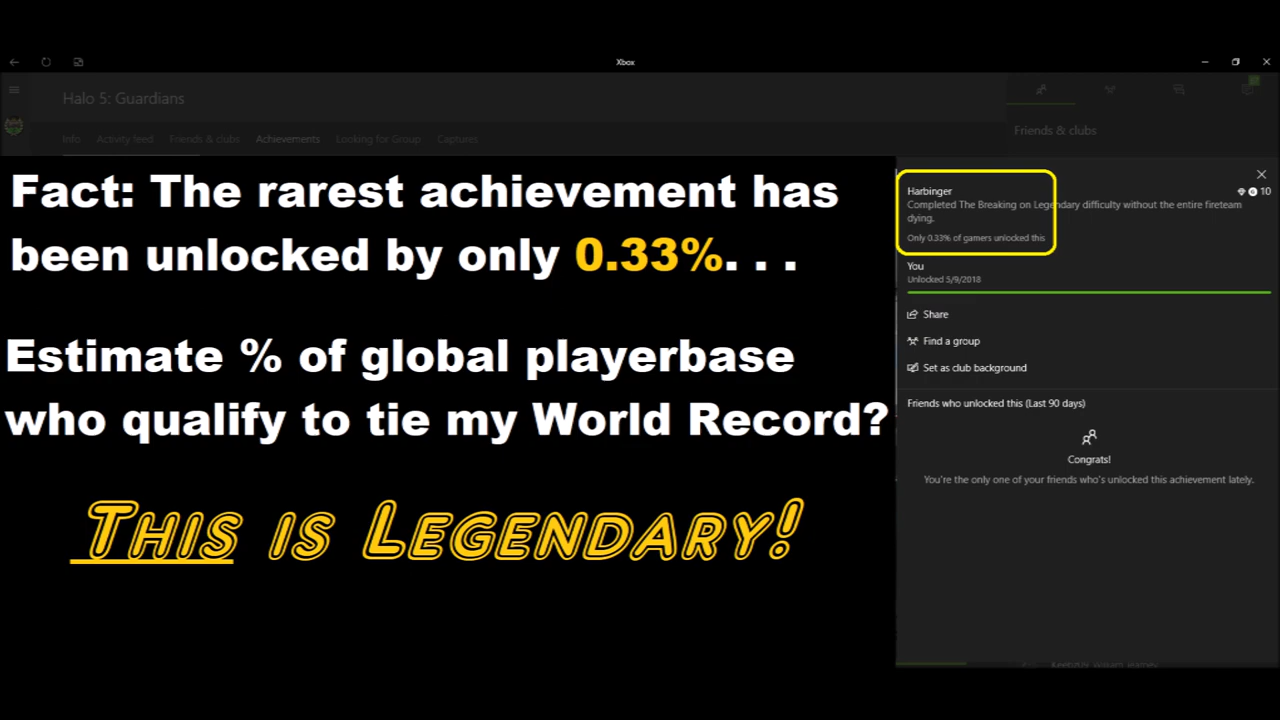 Xbox
Halo 5: Guardians
Info Activity feed Friends & clubs Achievements Looking for Group Captures
Friends & clubs
Fact: The rarest achievement has
been unlocked by only 0.33%. . .
Estimate % of global playerbase
who qualify to tie my World Record?
THIS IS LEGENDARY!
Harbinger
10
Completed The Breaking on Legendary difficulty without the entire fireteam
dying.
Only 0.33% of gamers unlocked this
You
Unlocked 5/9/2018
Share
Find a group
Set as club background
Friends who unlocked this (Last 90 days)
Congrats!
You're the only one of your friends who's unlocked this achievement lately.